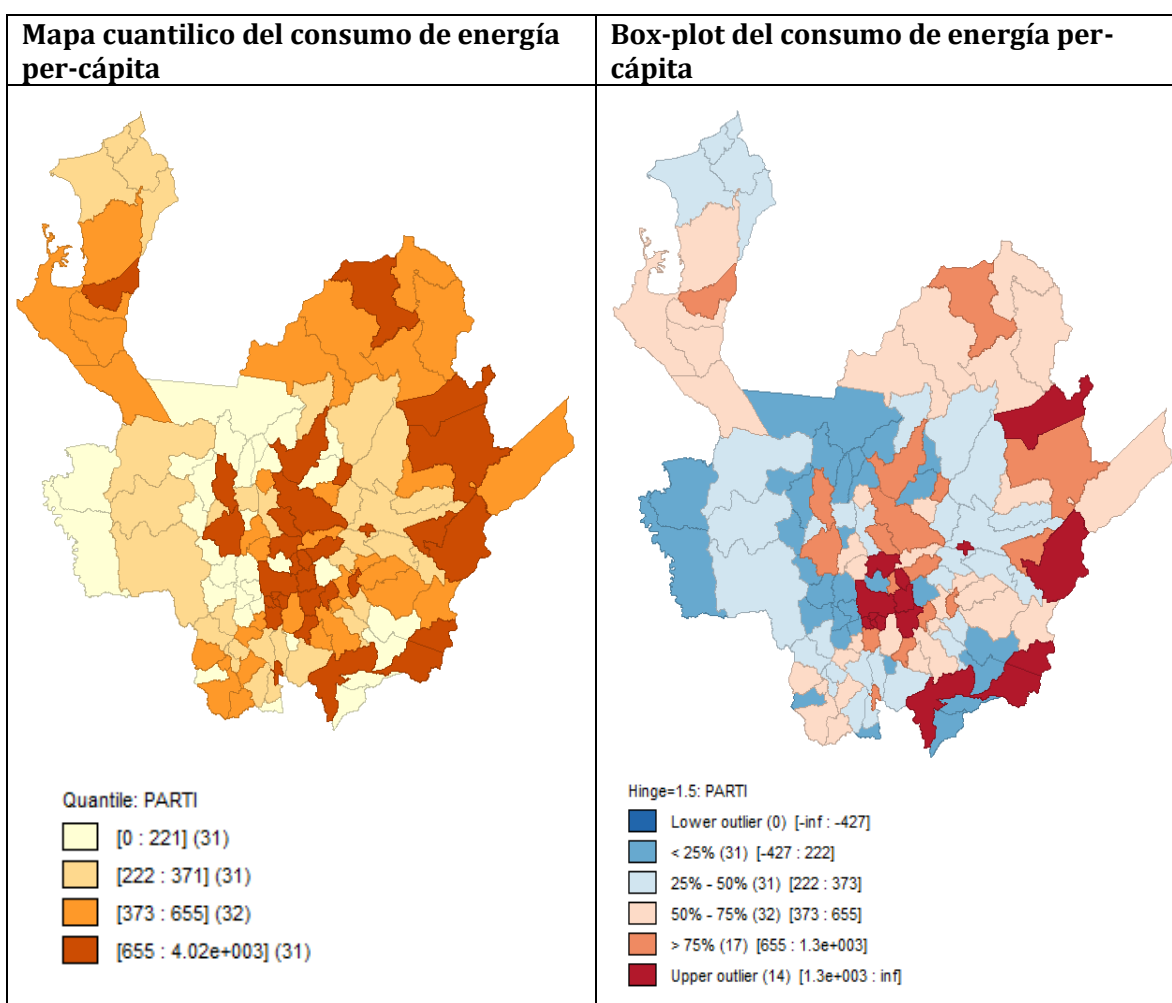 Mapa cuantilico del consumo de energía
per-cápita
Box-plot del consumo de energía per-
cápita
Quantile: PARTI
[0 : 221] (31)
[222 : 371] (31)
[373 : 655] (32)
[655 : 4.02e+003] (31)
Hinge=1.5: PARTI
Lower outlier (0) [-inf : -427]
< 25% (31) [-427 : 222]
25% - 50% (31) [222 : 373]
50% - 75% (32) [373 : 655]
> 75% (17) [655 : 1.3e+003]
Upper outlier (14) [1.3e+003 : inf]